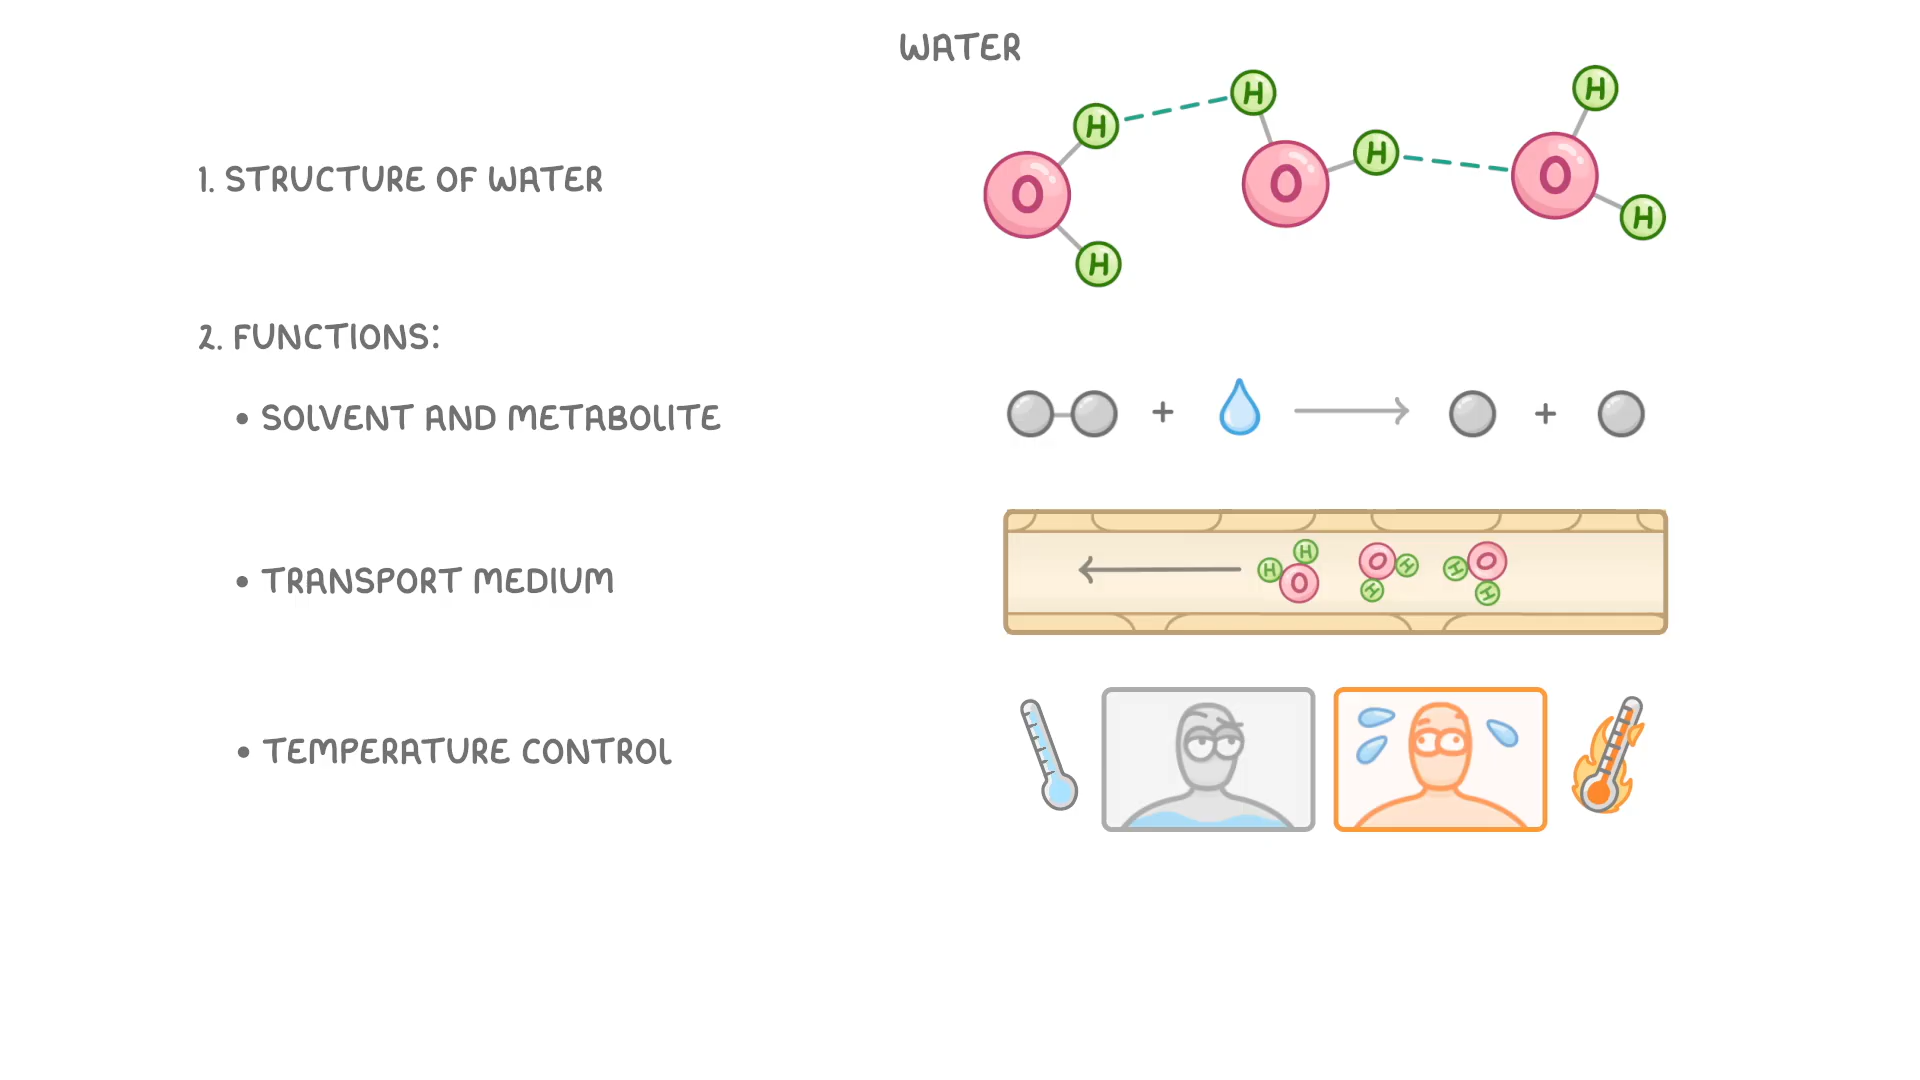 WATER
1. STRUCTURE OF WATER
H H H
H
O O O
H
H
2. FUNCTIONS:
• SOLVENT AND METABOLITE
+ +
• TRANSPORT MEDIUM
H O O
H H H
O H H
• TEMPERATURE CONTROL